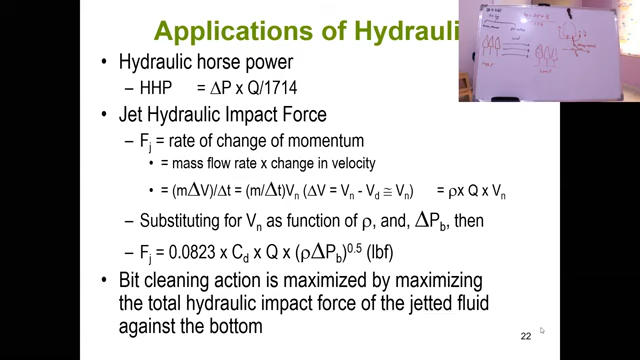 Applications of Hydraulic
• Hydraulic horse power
– HHP = ΔP x Q/1714
• Jet Hydraulic Impact Force
– Fj = rate of change of momentum
• = mass flow rate x change in velocity
• = (mΔV)/Δt = (m/Δt)Vn (ΔV = Vn - Vd ≅ Vn) = ρx Q x Vn
– Substituting for Vn as function of ρ, and, ΔPb, then
– Fj = 0.0823 x Cd x Q x (ρΔPb)^0.5 (lbf)
• Bit cleaning action is maximized by maximizing
the total hydraulic impact force of the jetted fluid
against the bottom
22